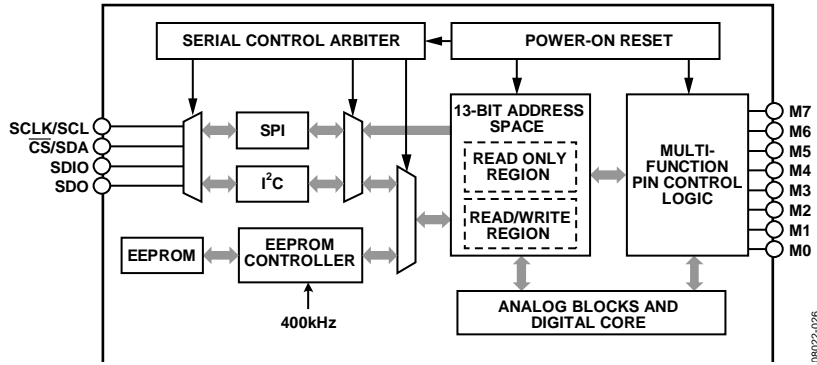 SERIAL CONTROL ARBITER
POWER-ON RESET
SCLK/SCL
CS/SDA
SDIO
SDO
SPI
I²C
13-BIT ADDRESS
SPACE
READ ONLY
REGION
READ/WRITE
REGION
MULTI-
FUNCTION
PIN CONTROL
LOGIC
M7
M6
M5
M4
M3
M2
M1
M0
EEPROM
EEPROM
CONTROLLER
400kHz
ANALOG BLOCKS AND
DIGITAL CORE
08022-026